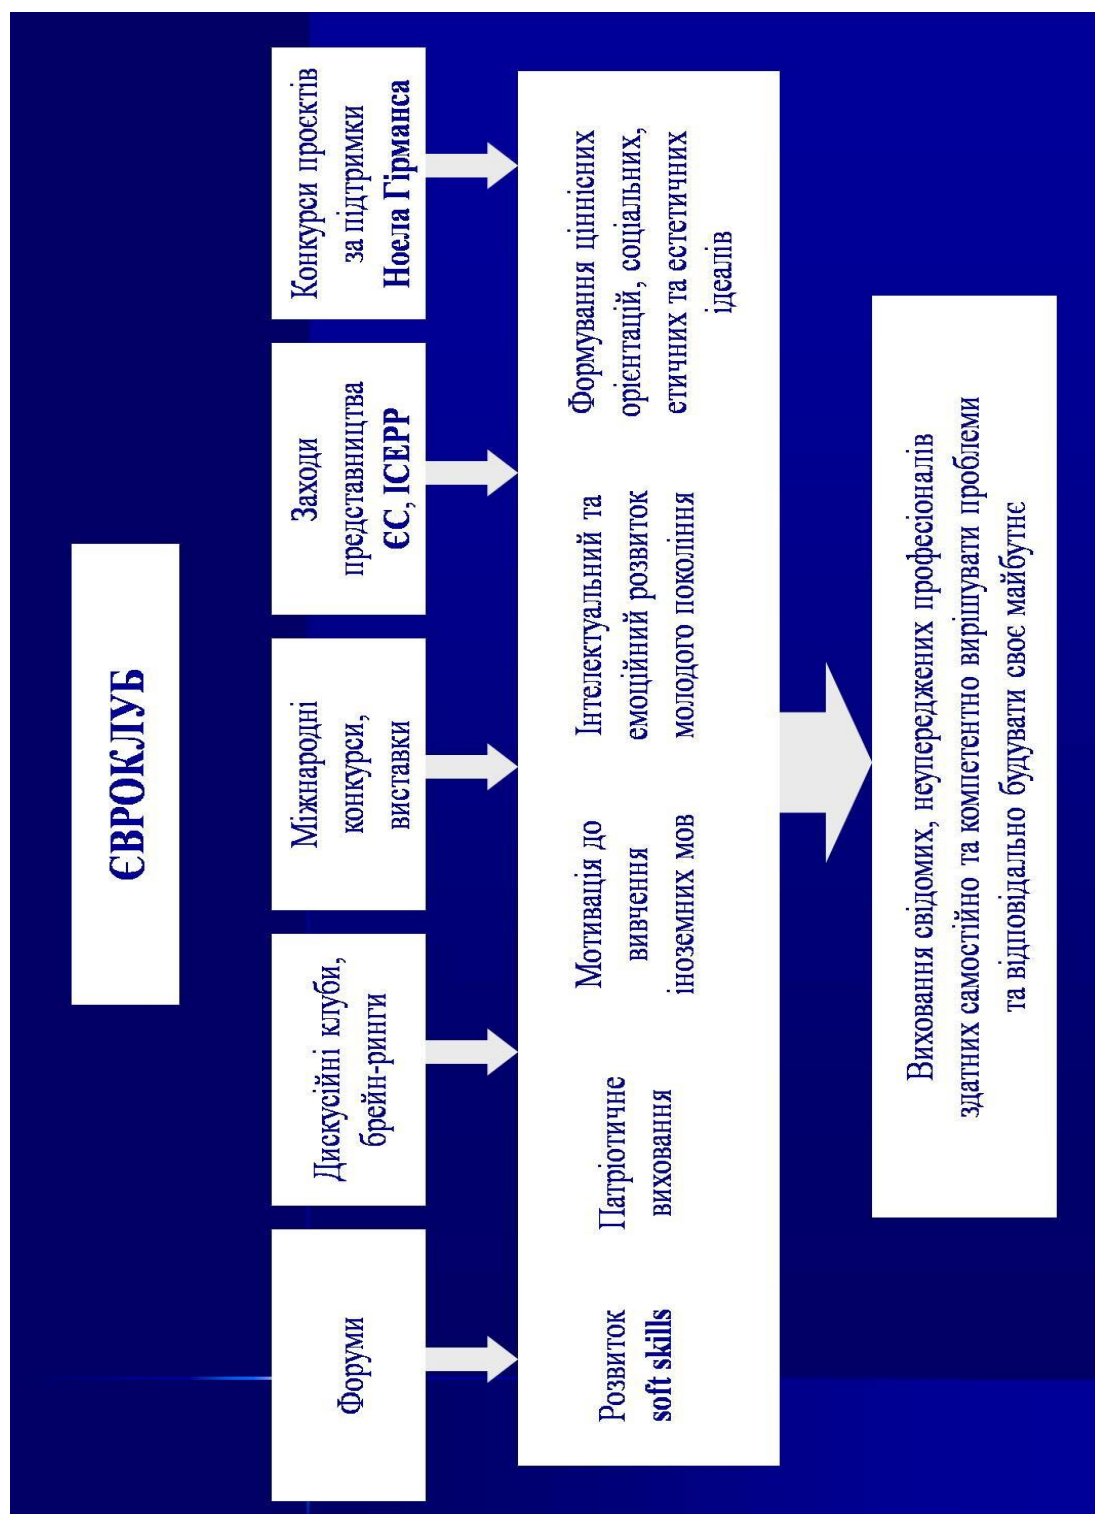 ЄВРОКЛУБ
Форуми
Дискусійні клуби,
брейн-ринги
Міжнародні
конкурси,
виставки
Заходи
представництва
ЄС, ІСЕРР
Конкурси проєктів
за підтримки
Ноела Гірманса
Розвиток
soft skills
Патріотичне
виховання
Мотивація до
вивчення
іноземних мов
Інтелектуальний та
емоційний розвиток
молодого покоління
Формування ціннісних
орієнтацій, соціальних,
етичних та естетичних
ідеалів
Виховання свідомих, неупереджених професіоналів
здатних самостійно та компетентно вирішувати проблеми
та відповідально будувати своє майбутнє